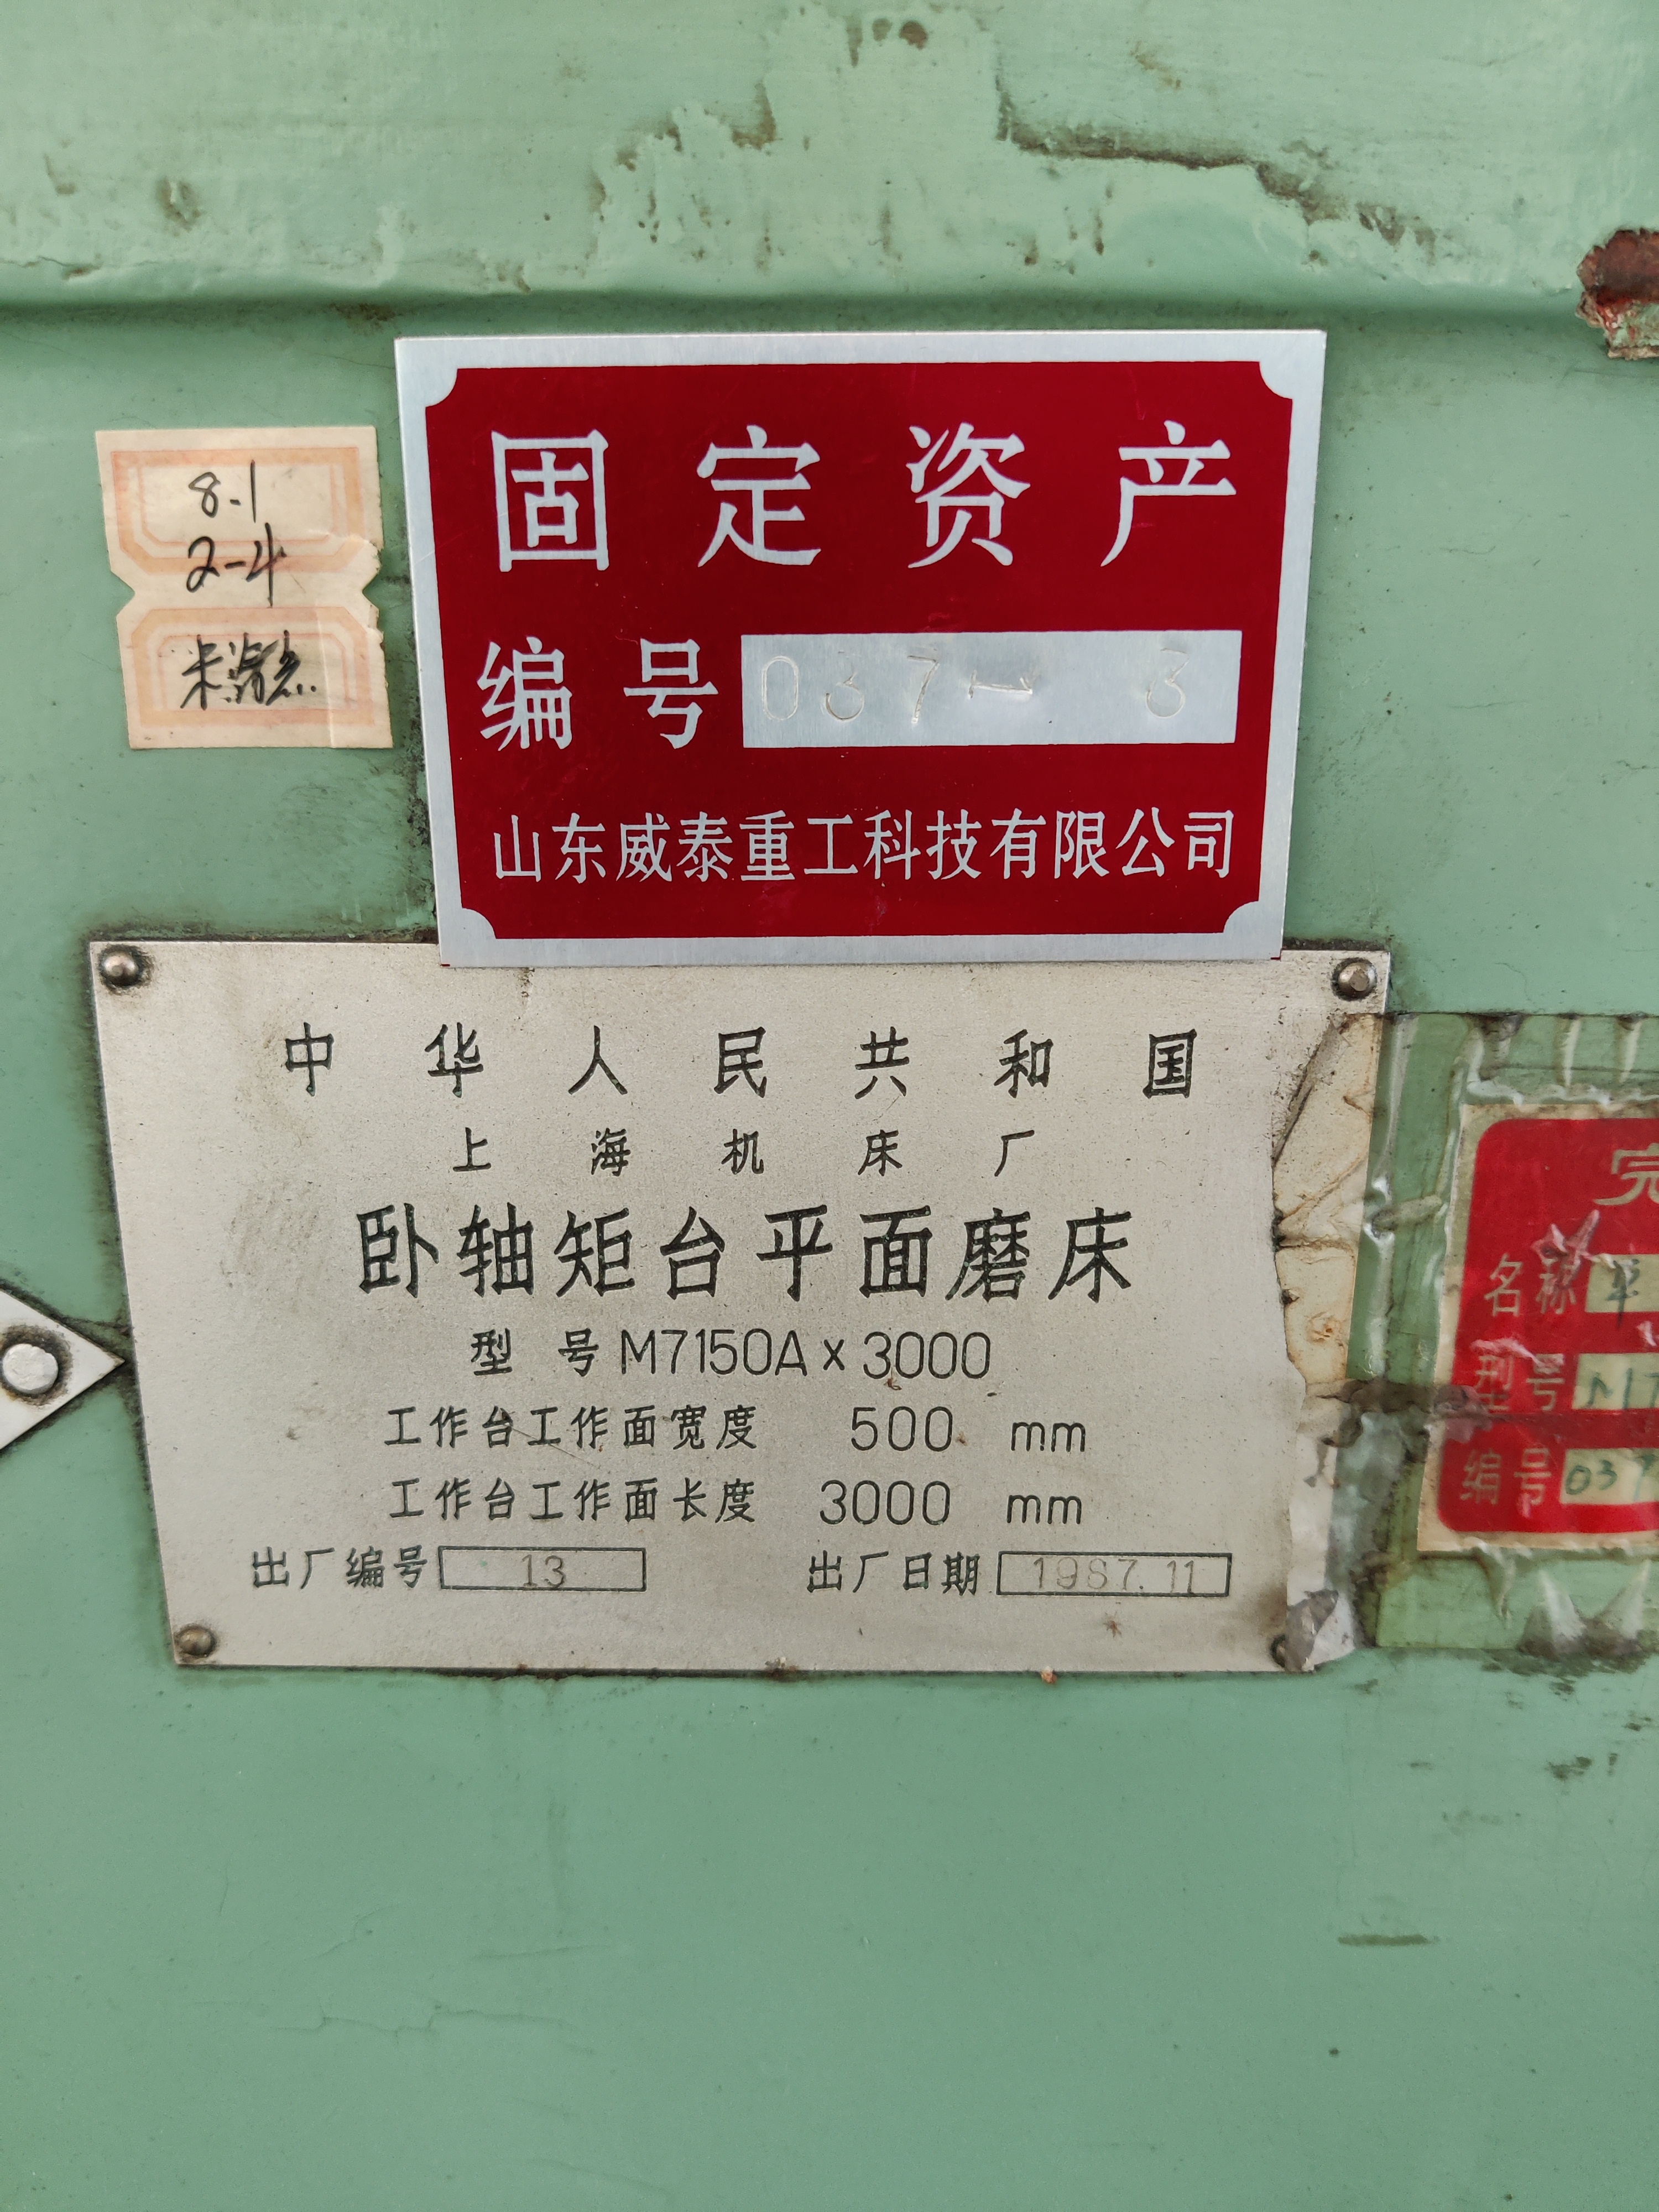 8-1
2-4
固定资产
编号 037- 3
山东威泰重工科技有限公司
中华人民共和国
上海机床厂
卧轴矩台平面磨床
型号 M7150A×3000
工作台工作面宽度 500 mm
工作台工作面长度 3000 mm
出厂编号 13 出厂日期 1987.11
完
名称 平
型号 M7
编号 037